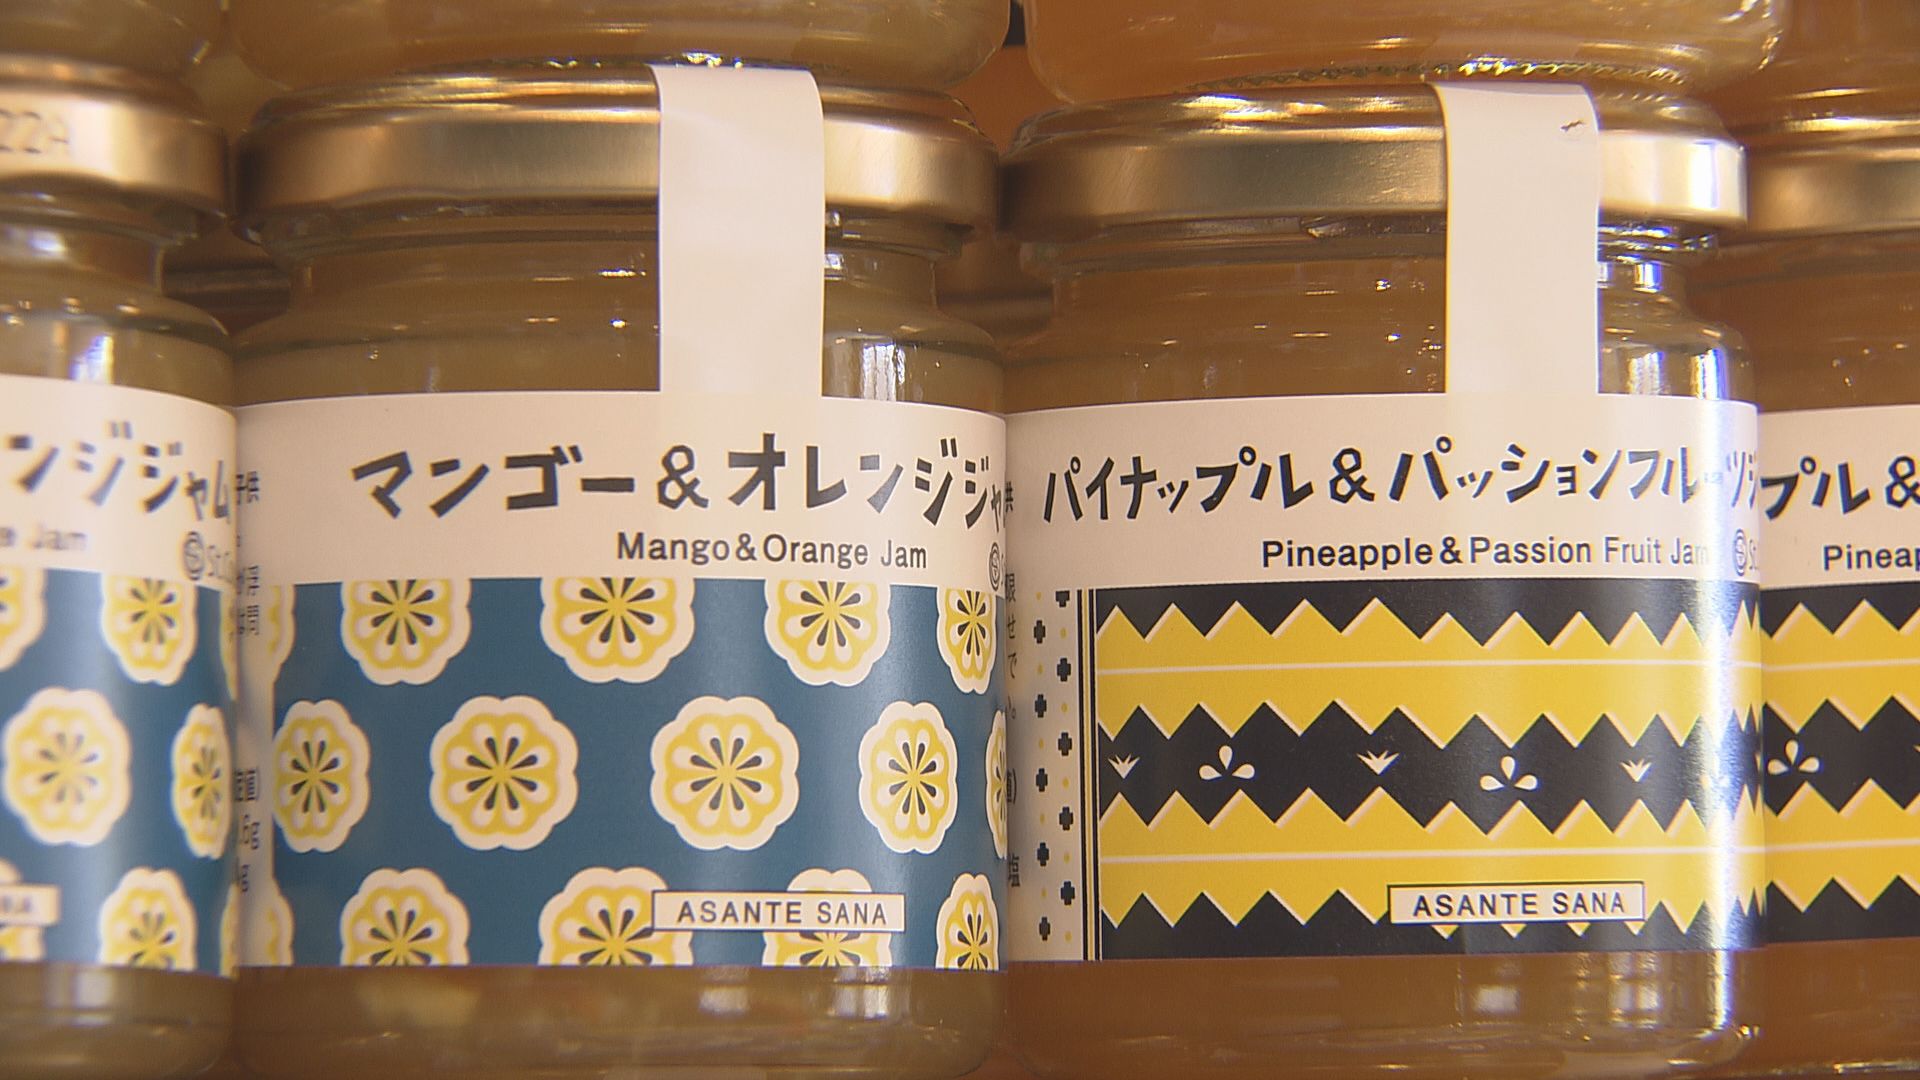 22A
ンジジャム
マンゴー&オレンジジャ
Mango&Orange Jam
ASANTE SANA
パイナップル&パッションフルーツジ
Pineapple&Passion Fruit Jam
ASANTE SANA
プル&
Pineap